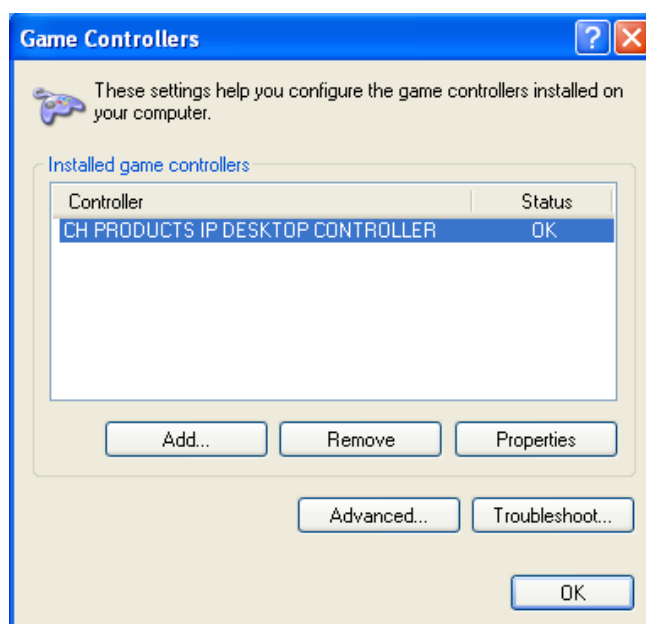 Game Controllers
These settings help you configure the game controllers installed on
your computer.
Installed game controllers
Controller Status
CH PRODUCTS IP DESKTOP CONTROLLER OK
Add... Remove Properties
Advanced... Troubleshoot...
OK